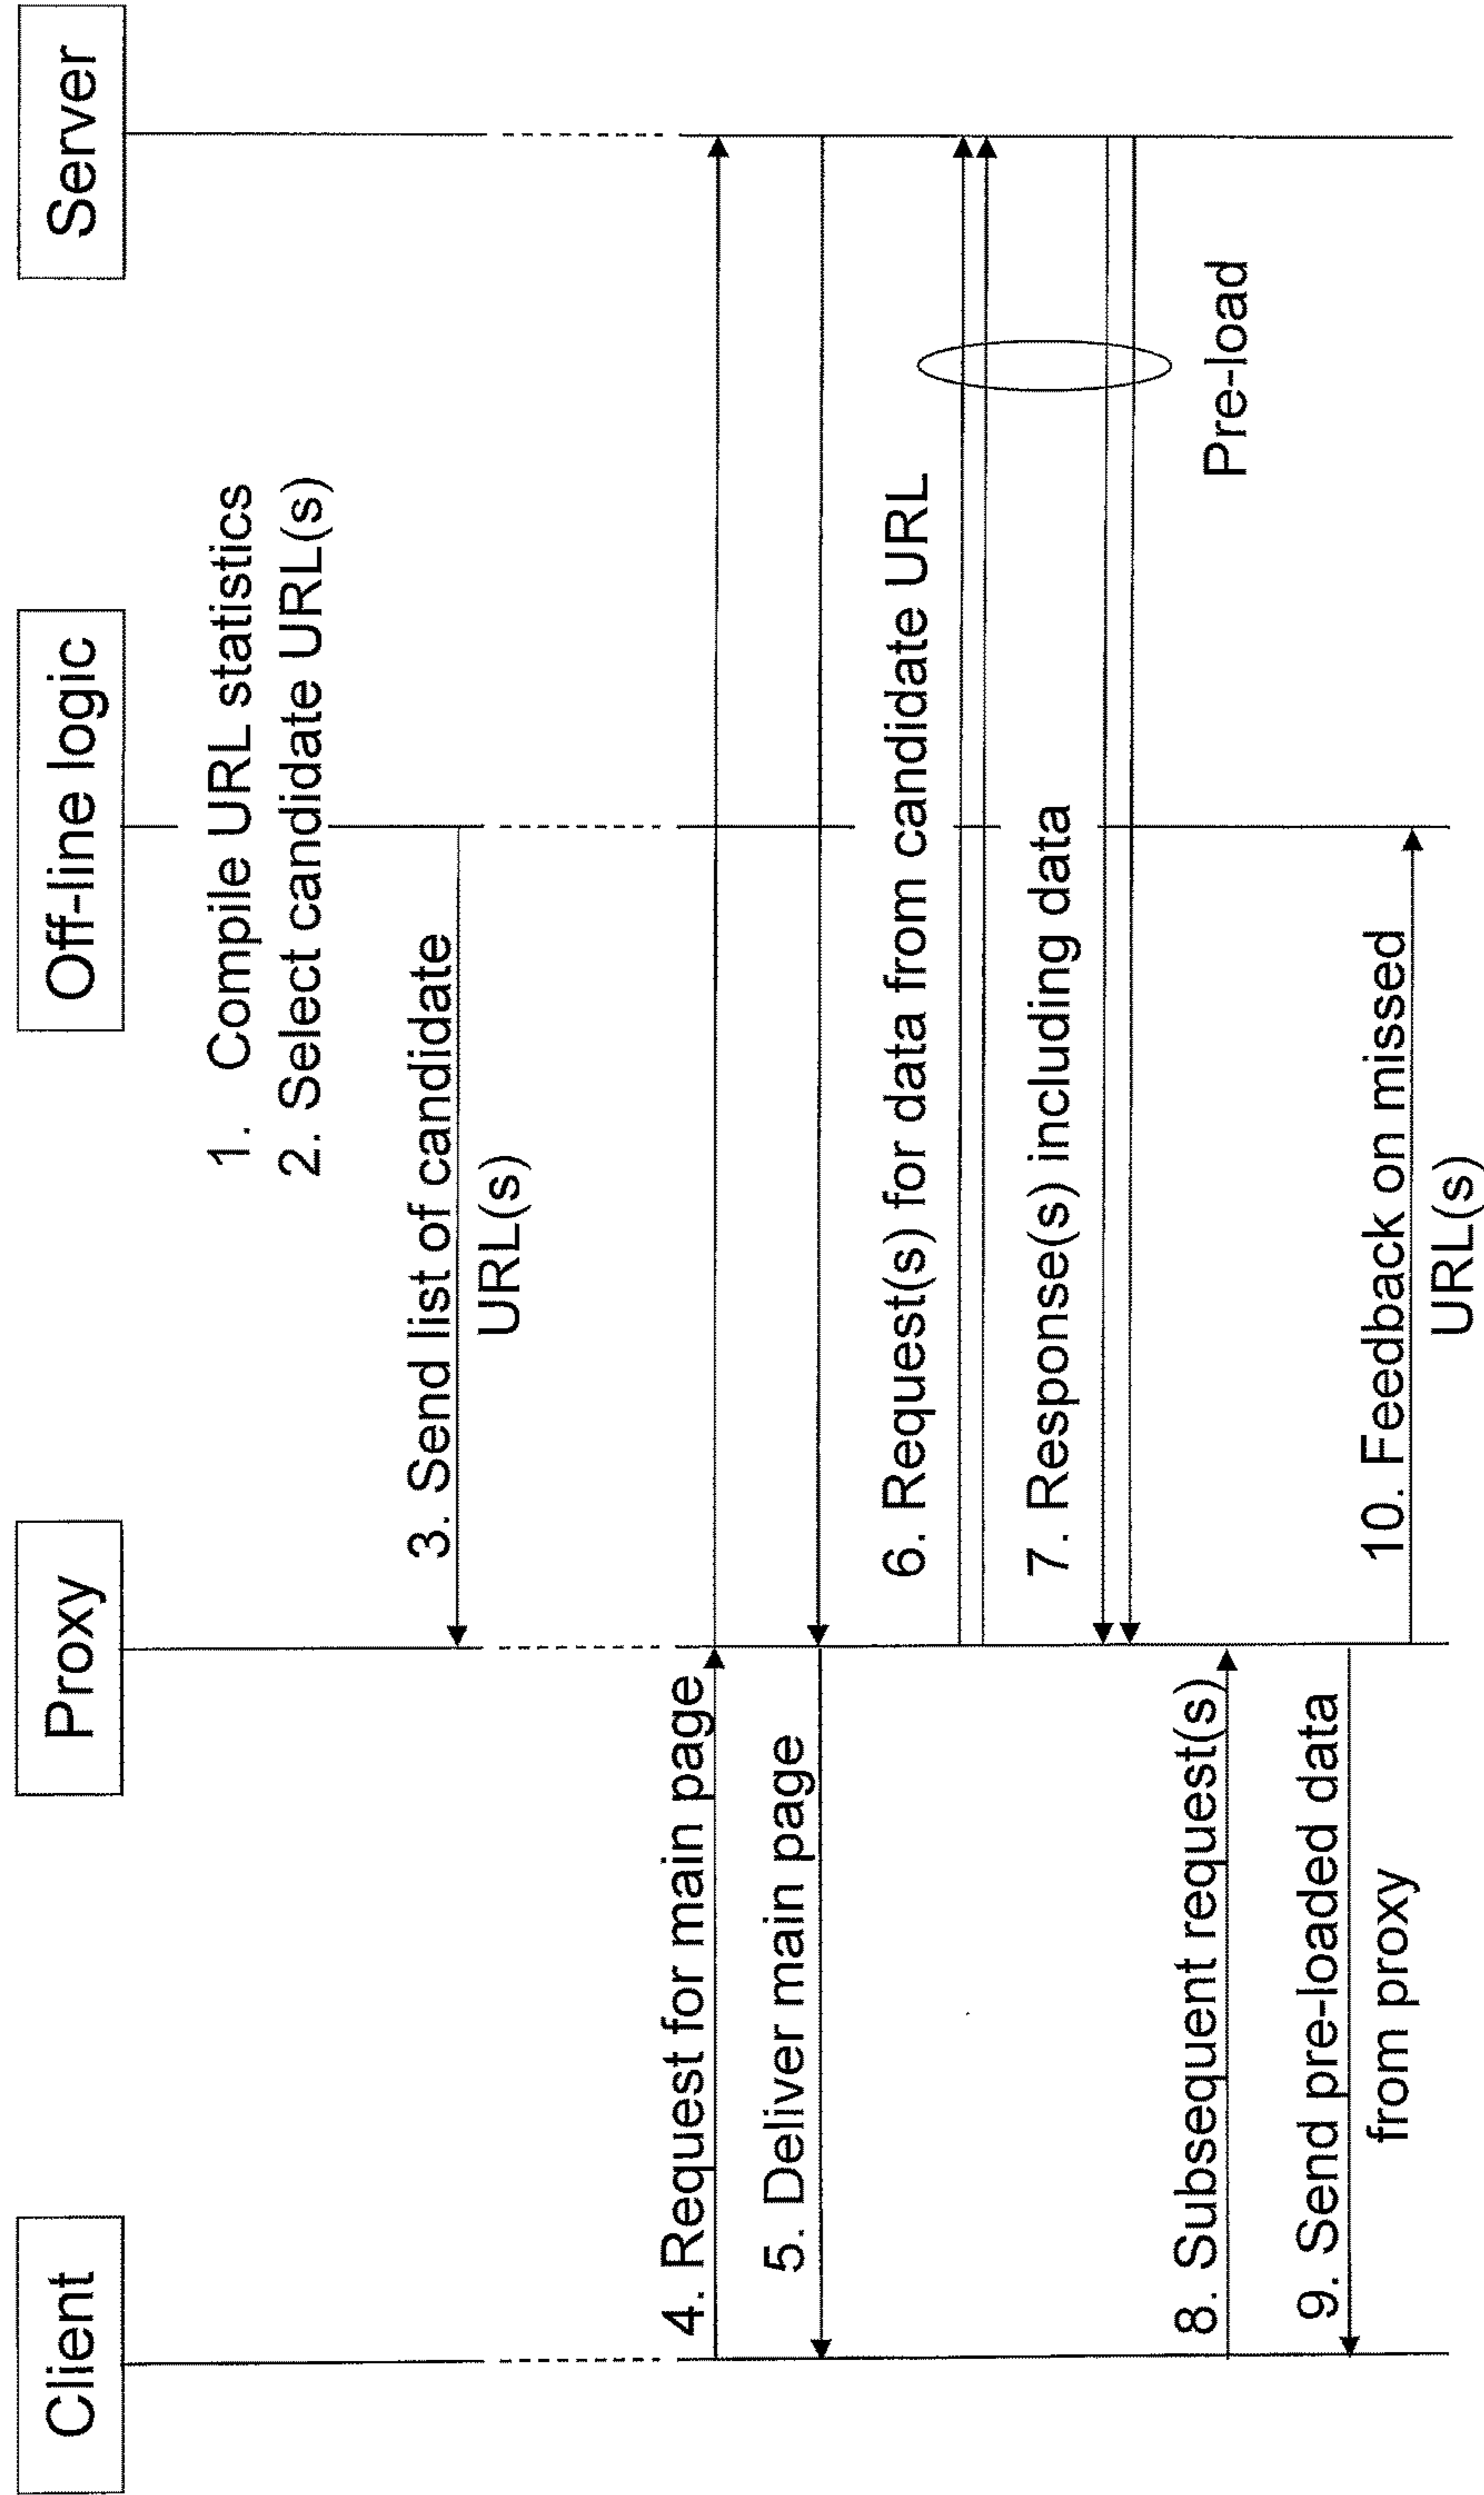 Client
Proxy
Off-line logic
Server
1. Compile URL statistics
2. Select candidate URL(s)
3. Send list of candidate
URL(s)
4. Request for main page
5. Deliver main page
6. Request(s) for data from candidate URL
7. Response(s) including data
Pre-load
8. Subsequent request(s)
9. Send pre-loaded data
from proxy
10. Feedback on missed
URL(s)